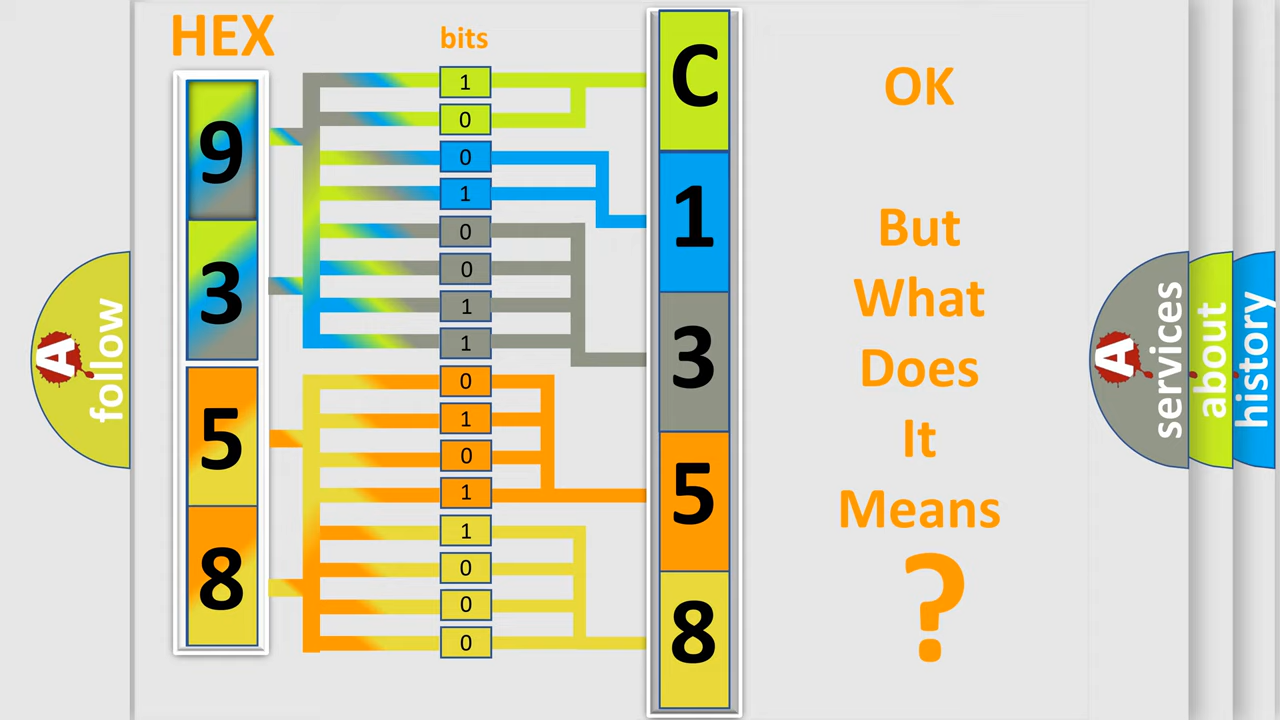 HEX
bits
9
3
5
8
1
0
0
1
0
0
1
1
0
1
0
1
1
0
0
0
C
1
3
5
8
OK
But
What
Does
It
Means
?
A
follow
A
services
about
history